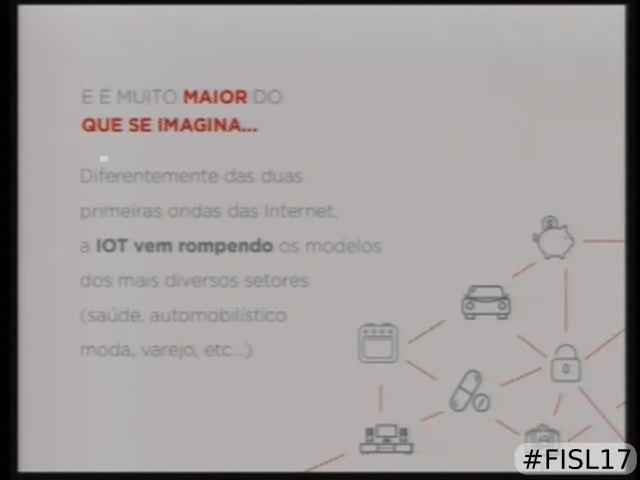 E É MUITO MAIOR DO
QUE SE IMAGINA...
Diferentemente das duas
primeiras ondas das Internet,
a IOT vem rompendo os modelos
dos mais diversos setores
(saúde, automobilístico
moda, varejo, etc...)
#FISL17